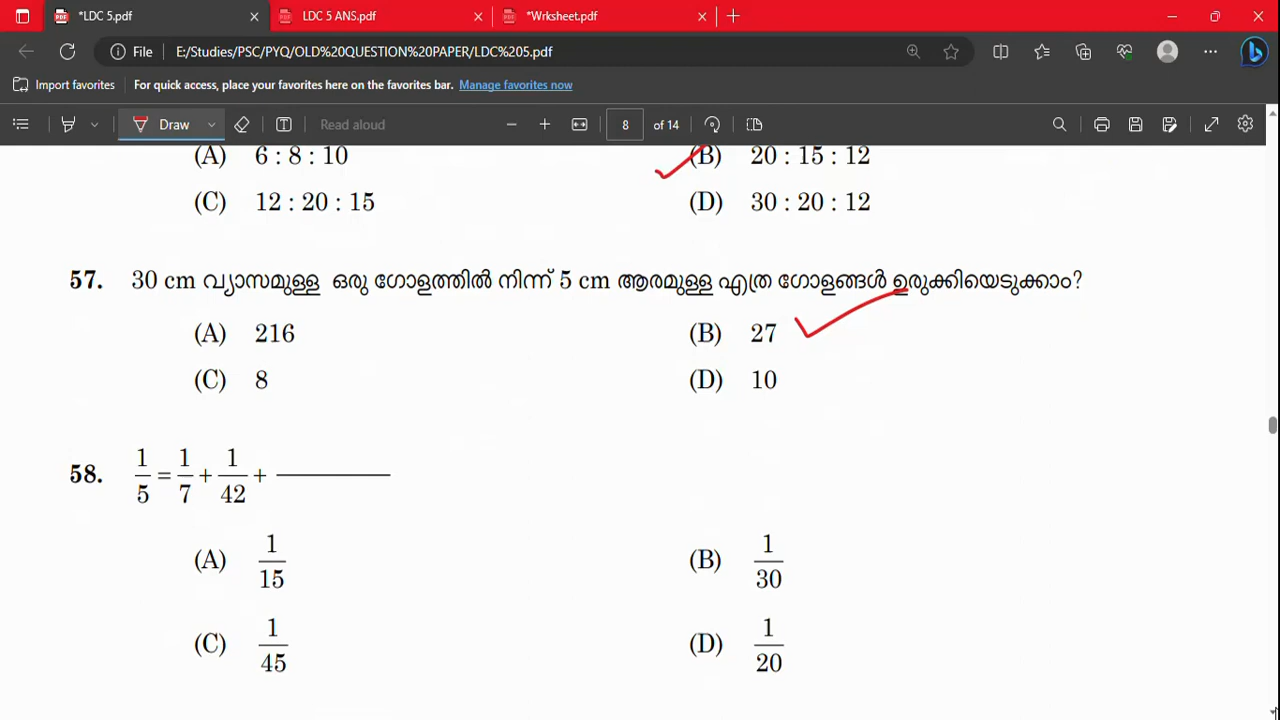 *LDC 5.pdf
LDC 5 ANS.pdf
*Wrksheet.pdf
File E:/Studies/PSC/PYQ/OLD%20QUESTION%20PAPER/LDC%205.pdf
Import favorites For quick access, place your favorites here on the favorites bar. Manage favorites now
Draw Read aloud 8 of 14
(A) 6 : 8 : 10 (B) 20 : 15 : 12
(C) 12 : 20 : 15 (D) 30 : 20 : 12
57. 30 cm വ്യാസമുള്ള ഒരു ഗോളത്തിൽ നിന്ന് 5 cm ആരമുള്ള എത്ര ഗോളങ്ങൾ ഉരുക്കിയെടുക്കാം?
(A) 216 (B) 27
(C) 8 (D) 10
58. 1/5 = 1/7 + 1/42 + ________
(A) 1/15 (B) 1/30
(C) 1/45 (D) 1/20